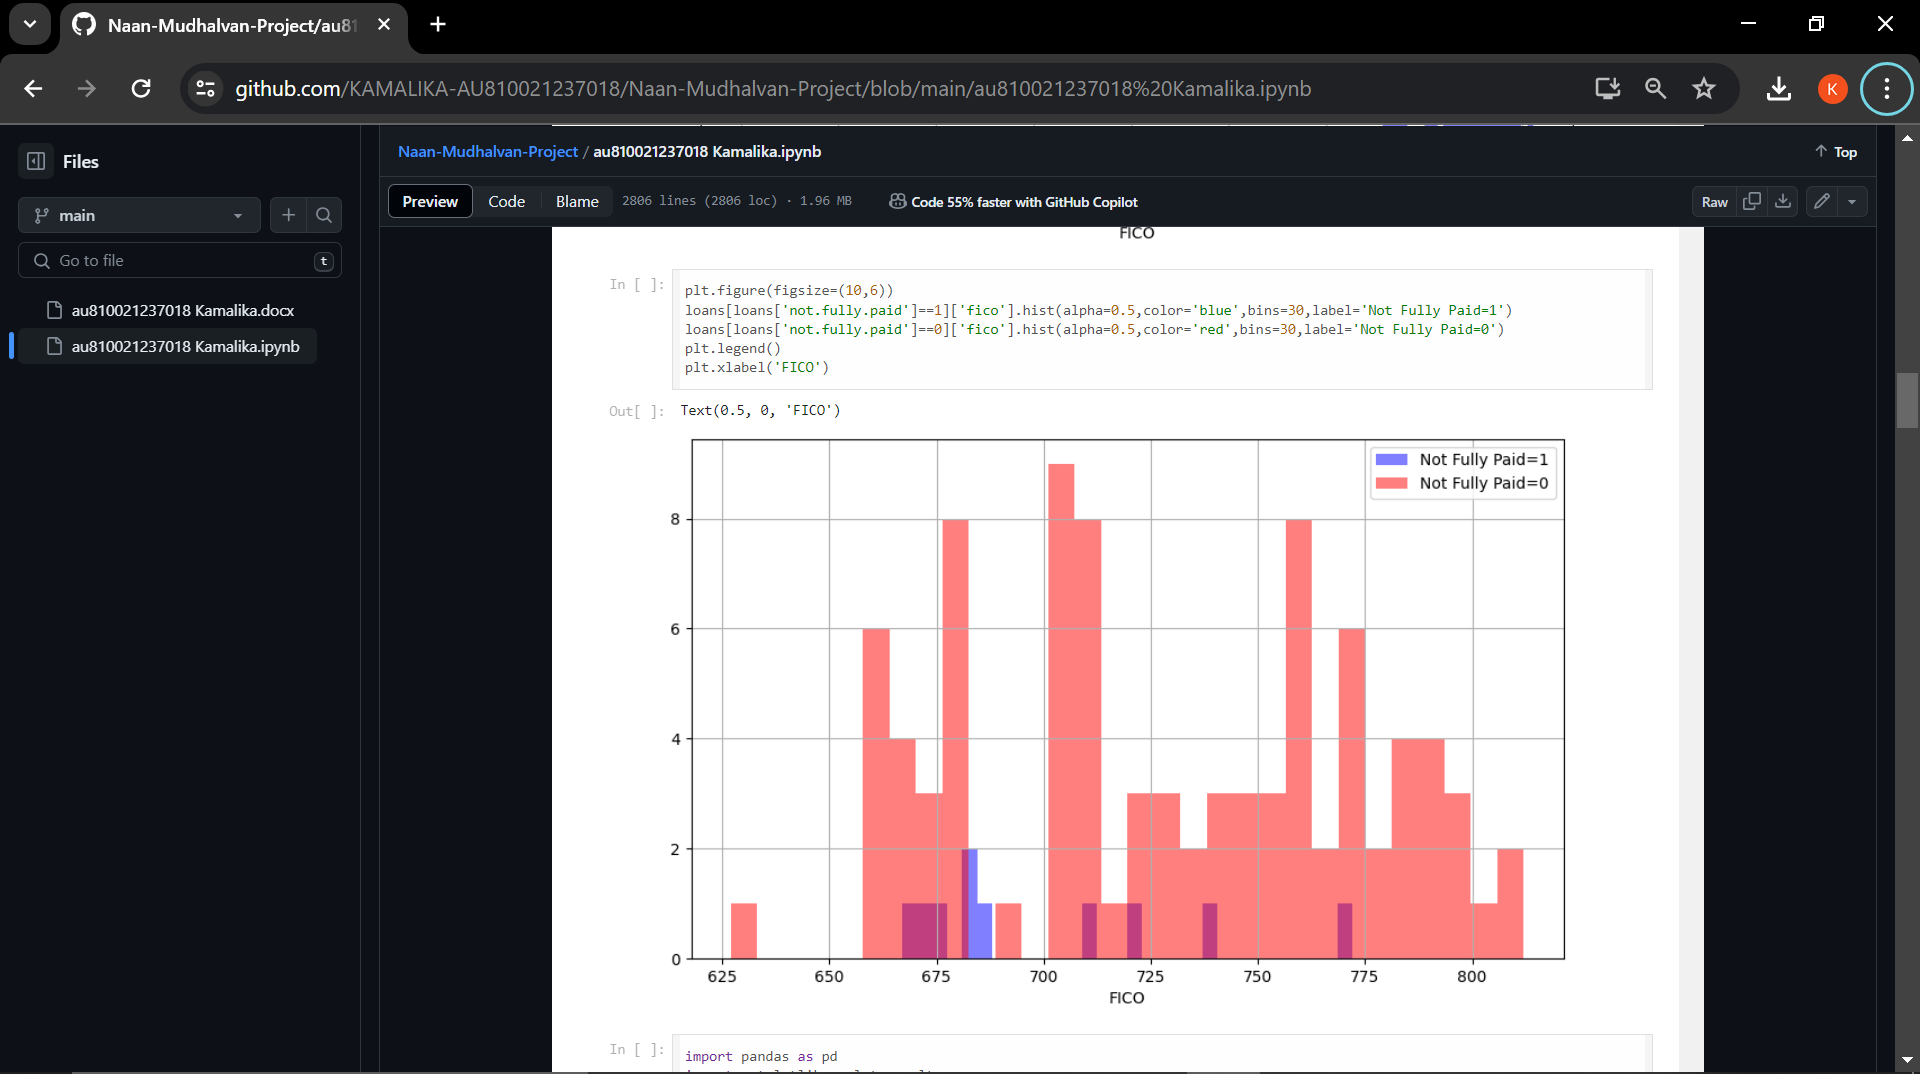 Naan-Mudhalvan-Project/au81
github.com/KAMALIKA-AU810021237018/Naan-Mudhalvan-Project/blob/main/au810021237018%20Kamalika.ipynb
K
Files
main
Go to file
t
au810021237018 Kamalika.docx
au810021237018 Kamalika.ipynb
Naan-Mudhalvan-Project / au810021237018 Kamalika.ipynb
Top
Preview Code Blame 2806 lines (2806 loc) · 1.96 MB Code 55% faster with GitHub Copilot Raw
FICO
In [ ]:
plt.figure(figsize=(10,6))
loans[loans['not.fully.paid']==1]['fico'].hist(alpha=0.5,color='blue',bins=30,label='Not Fully Paid=1')
loans[loans['not.fully.paid']==0]['fico'].hist(alpha=0.5,color='red',bins=30,label='Not Fully Paid=0')
plt.legend()
plt.xlabel('FICO')
Out[ ]: Text(0.5, 0, 'FICO')
Not Fully Paid=1
Not Fully Paid=0
8
6
4
2
0
625 650 675 700 725 750 775 800
FICO
In [ ]:
import pandas as pd